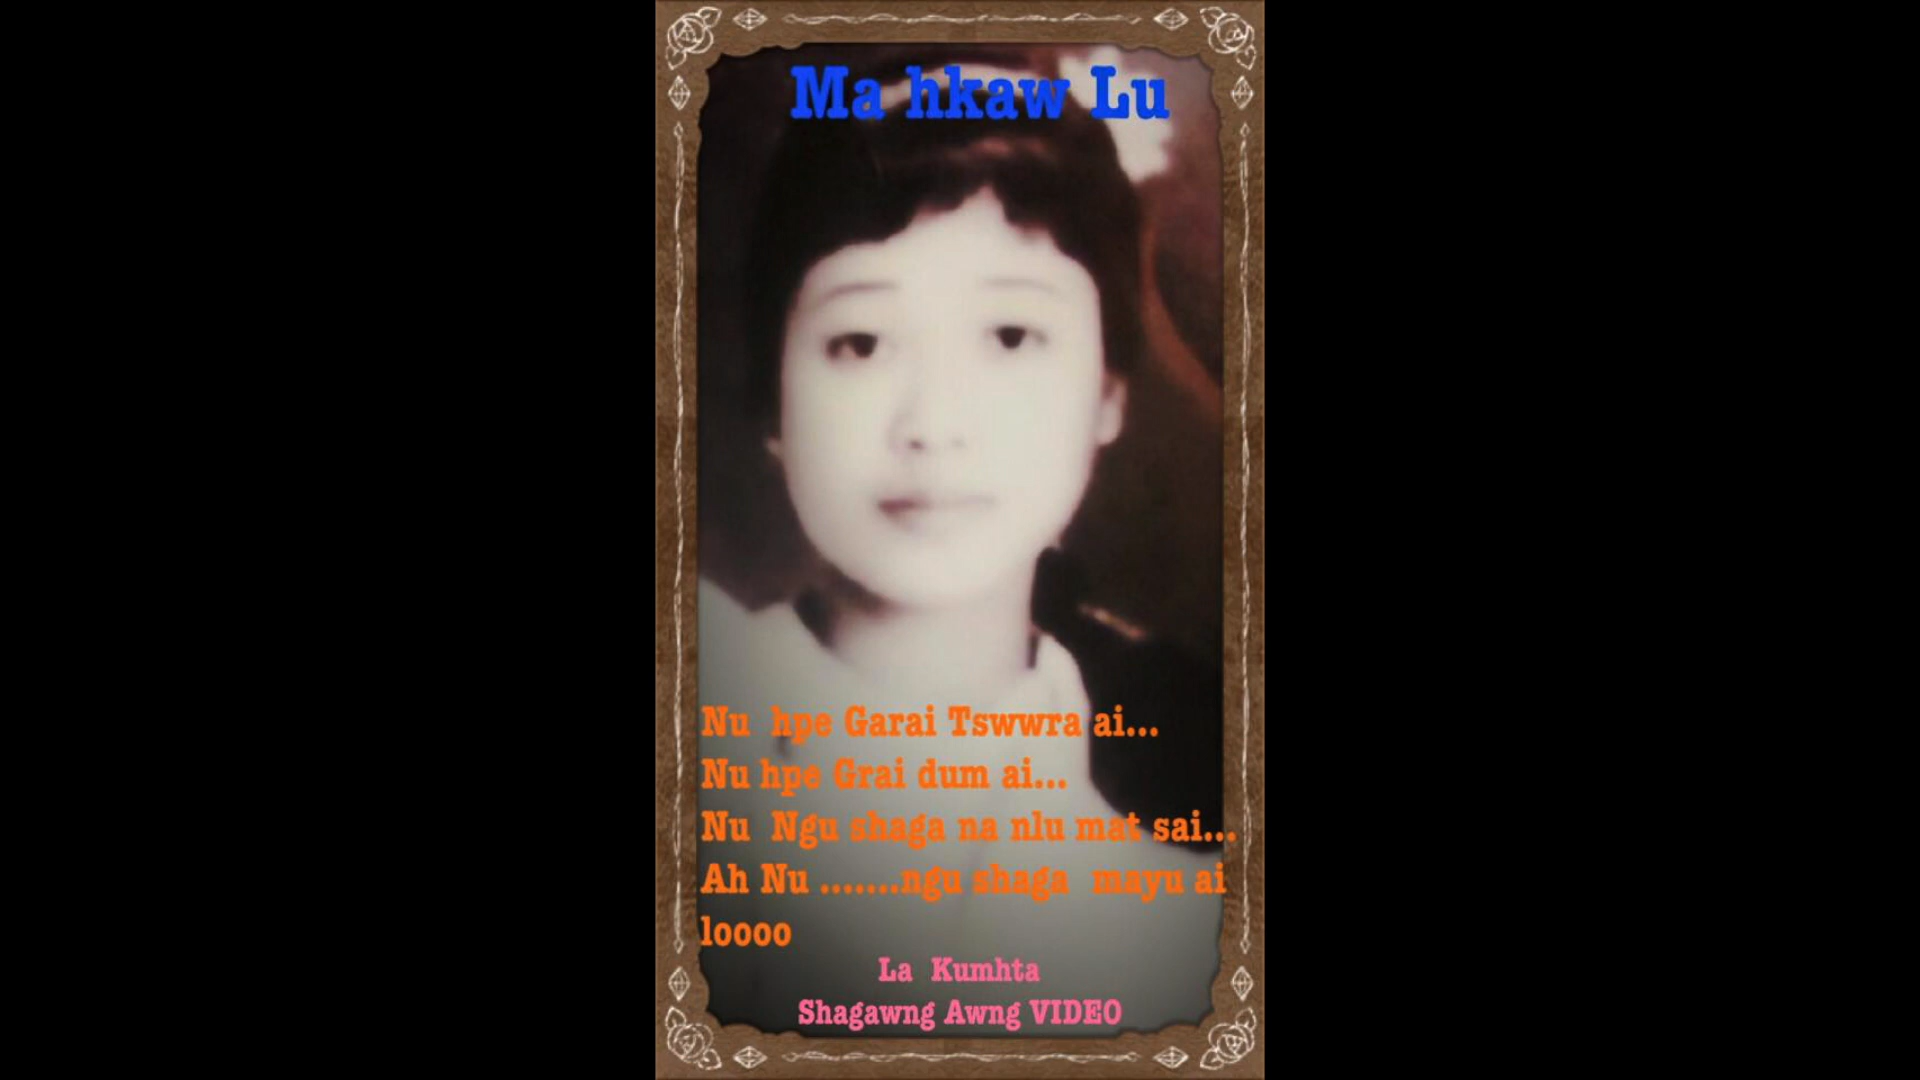 Ma hkaw Lu
Nu hpe Garai Tswwra ai...
Nu hpe Grai dum ai...
Nu Ngu shaga na nlu mat sai...
Ah Nu .......ngu shaga mayu ai
loooo
La Kumhta
Shagawng Awng VIDEO